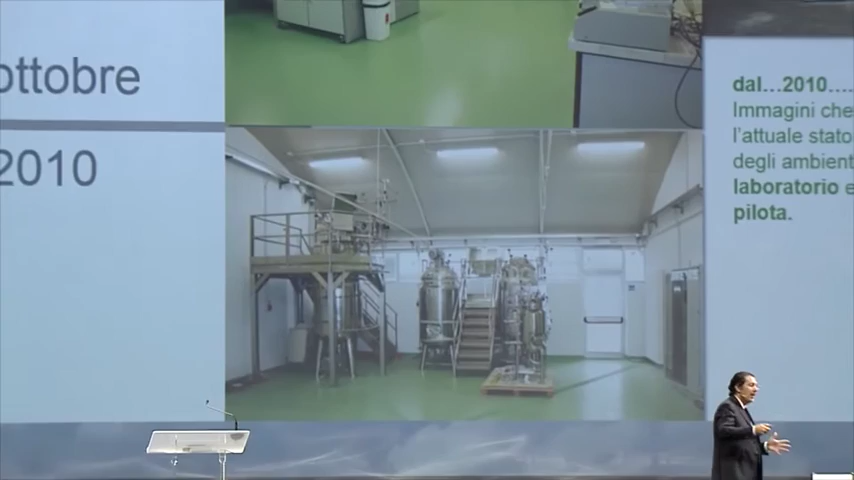 ottobre
2010
dal...2010....
Immagini che
l'attuale stato
degli ambient
laboratorio e
pilota.